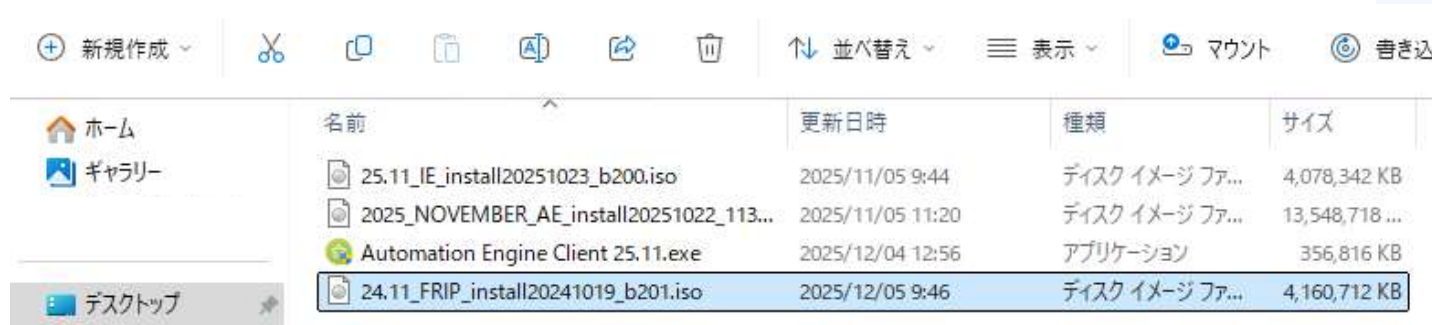 新規作成 並べ替え 表示 マウント 書き込
ホーム 名前 更新日時 種類 サイズ
ギャラリー 25.11_IE_install20251023_b200.iso 2025/11/05 9:44 ディスク イメージ ファ... 4,078,342 KB
2025_NOVEMBER_AE_install20251022_113... 2025/11/05 11:20 ディスク イメージ ファ... 13,548,718 ...
Automation Engine Client 25.11.exe 2025/12/04 12:56 アプリケーション 356,816 KB
デスクトップ 24.11_FRIP_install20241019_b201.iso 2025/12/05 9:46 ディスク イメージ ファ... 4,160,712 KB